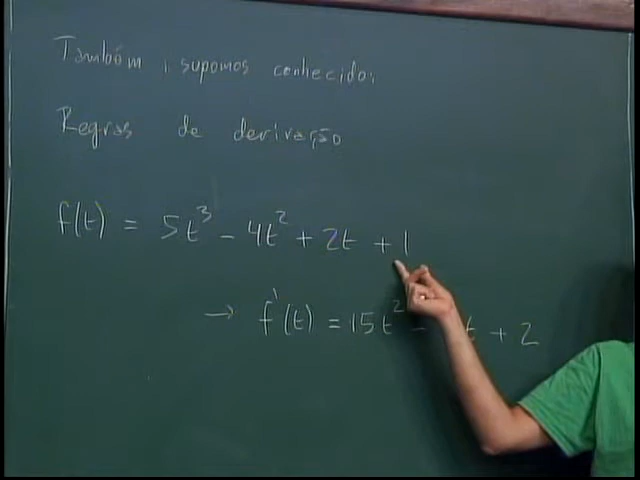 Também supomos conhecido:
Regras de derivação
f(t) = 5t³ - 4t² + 2t + 1
→ f'(t) = 15t² - t + 2